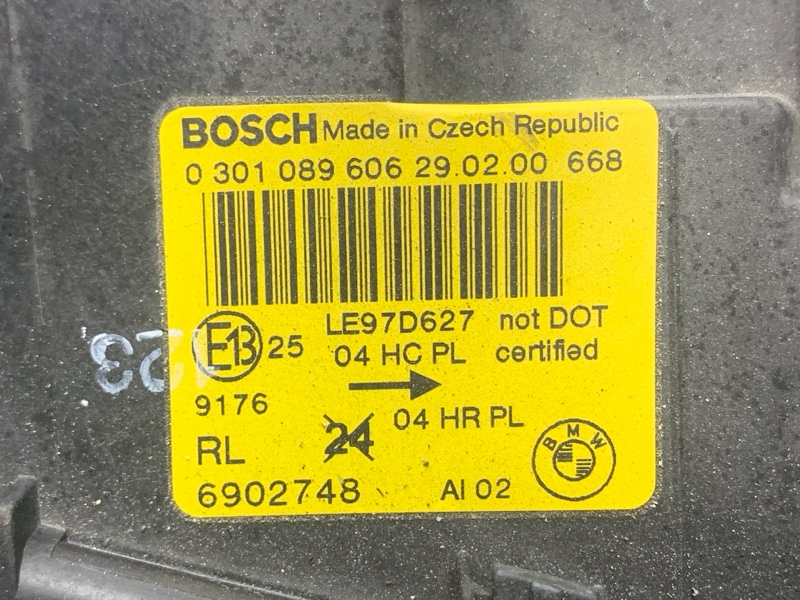 BOSCH Made in Czech Republic
0 301 089 606 29.02.00 668
LE97D627 not DOT
E13 25 04 HC PL certified
9176
04 HR PL
RL 24
6902748 AI 02
BMW
123